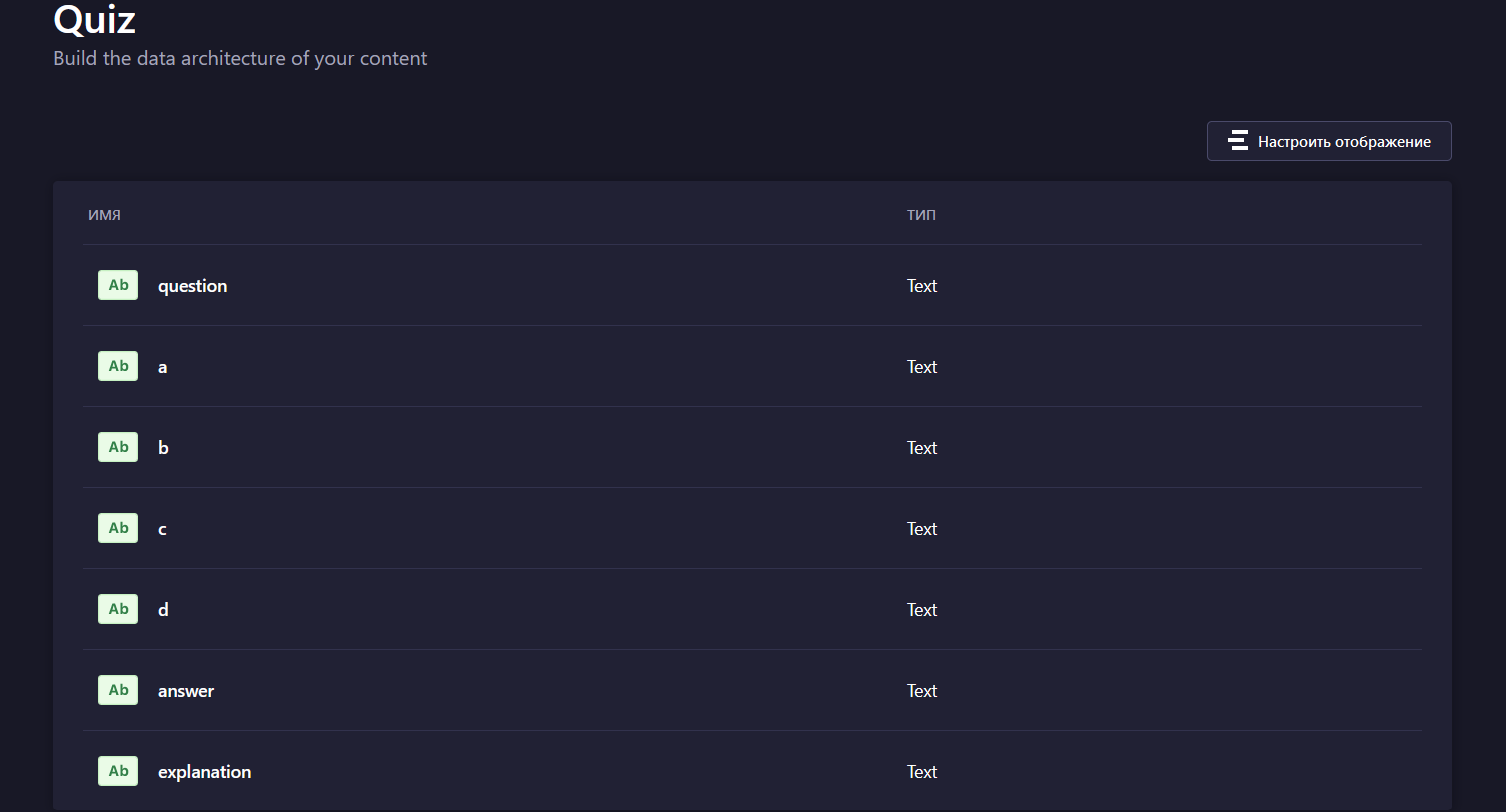 Quiz
Build the data architecture of your content
Настроить отображение
ИМЯ ТИП
Ab question Text
Ab a Text
Ab b Text
Ab c Text
Ab d Text
Ab answer Text
Ab explanation Text